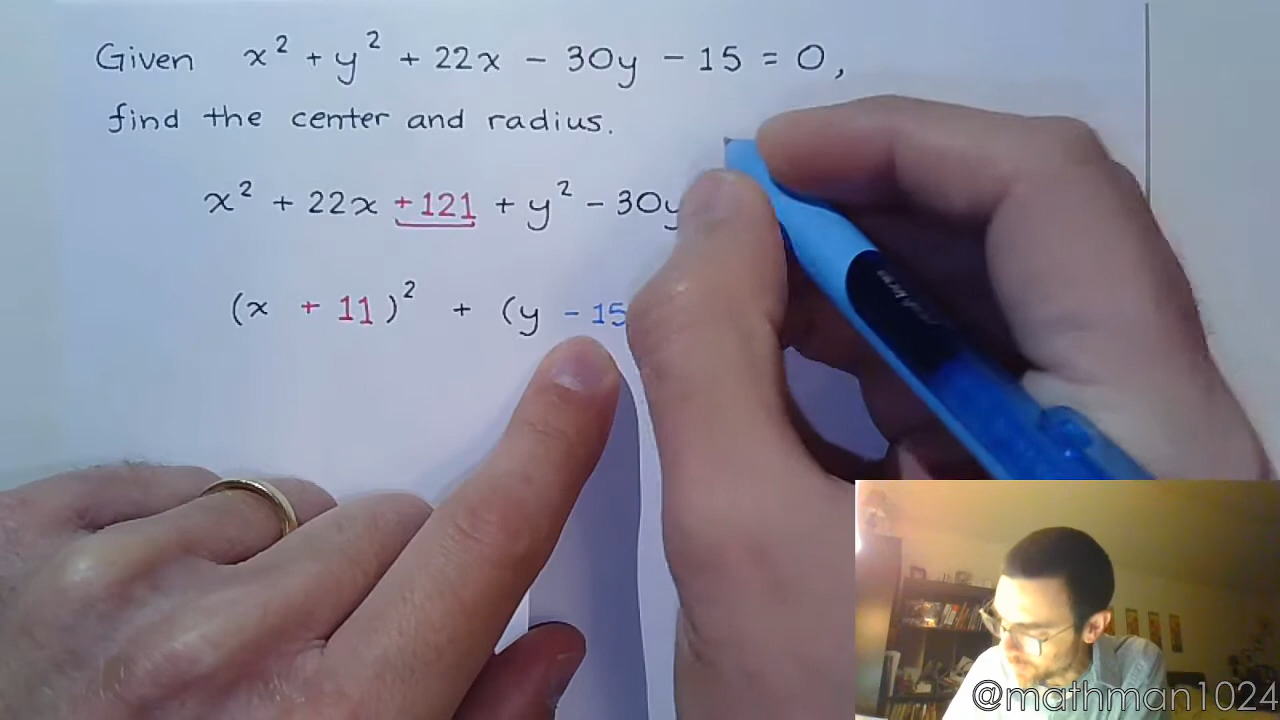 Given x² + y² + 22x - 30y - 15 = 0,
find the center and radius.
x² + 22x + 121 + y² - 30y
(x + 11)² + (y - 15
@mathman1024